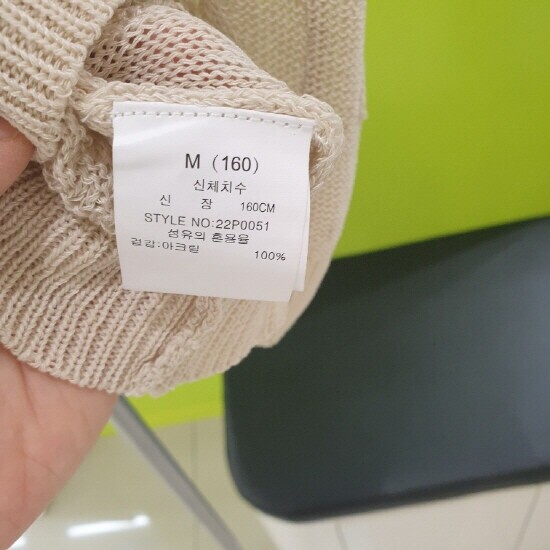 M (160)
신체치수
신 장 160CM
STYLE NO:22P0051
섬유의 혼용율
겉감:아크릴 100%